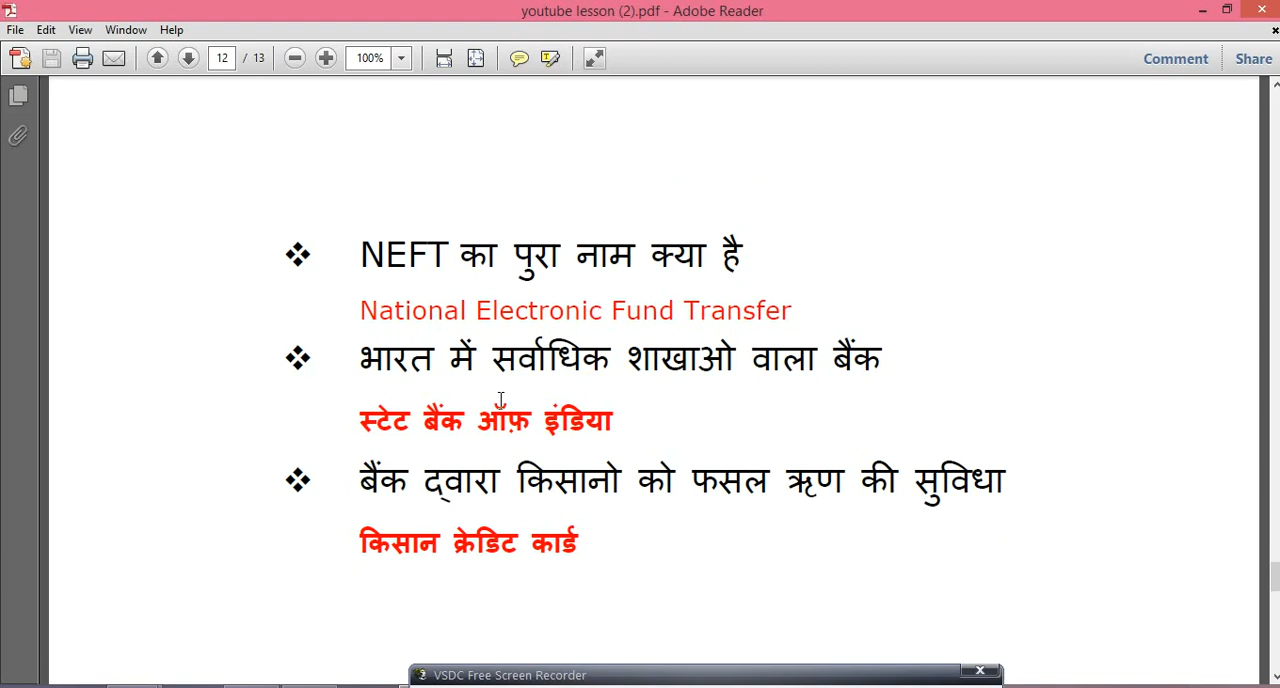 youtube lesson (2).pdf - Adobe Reader
File Edit View Window Help
12 / 13 100% Comment Share
❖ NEFT का पुरा नाम क्या है
National Electronic Fund Transfer
❖ भारत में सर्वाधिक शाखाओ वाला बैंक
स्टेट बैंक ऑफ़ इंडिया
❖ बैंक द्वारा किसानो को फसल ऋण की सुविधा
किसान क्रेडिट कार्ड
VSDC Free Screen Recorder